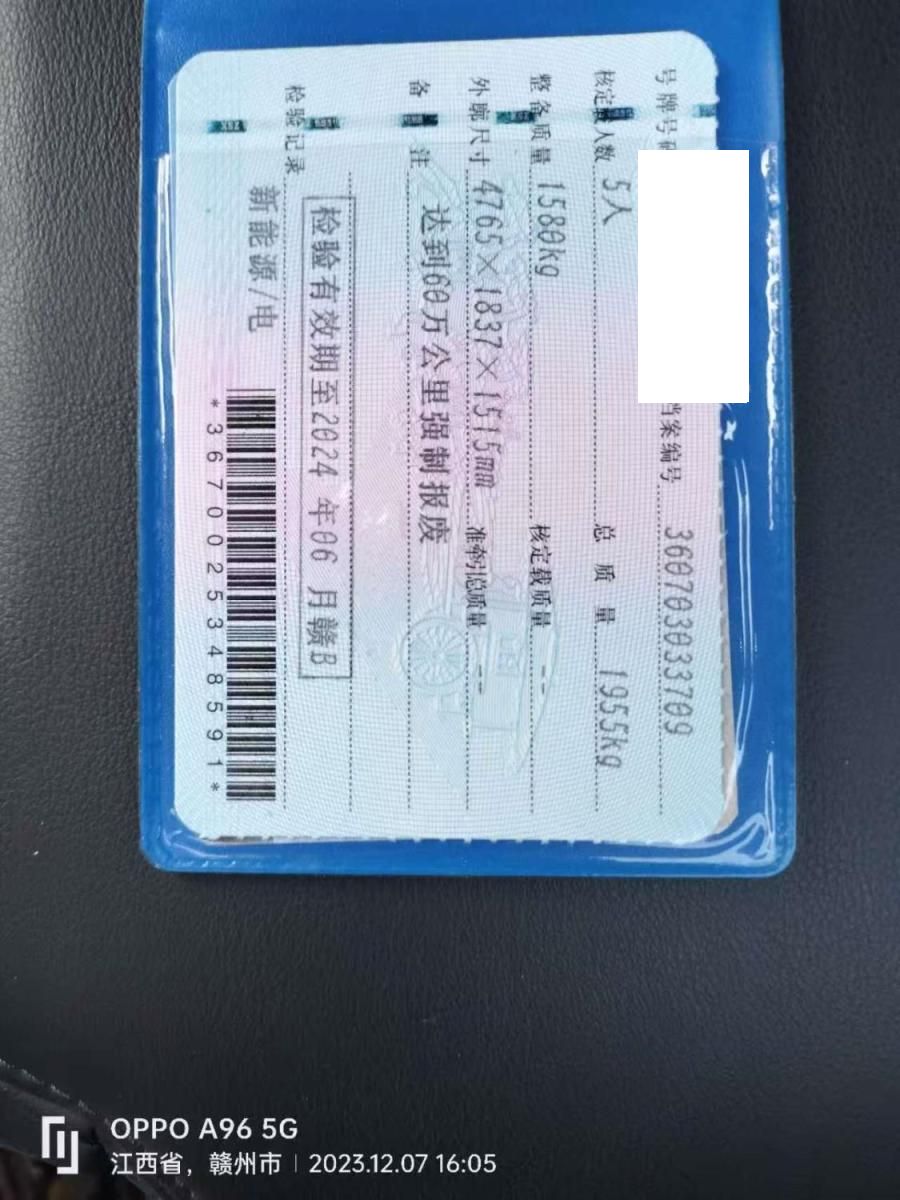 号牌号码
档案编号 360703033709
核定载人数 5人
总质量 1955kg
整备质量 1580kg
核定载质量 --
外廓尺寸 4765×1837×1515mm
准牵引总质量 --
备注 达到60万公里强制报废
检验有效期至2024年06月赣B
检验记录
新能源/电
*3670025348591*
OPPO A96 5G
江西省，赣州市 | 2023.12.07 16:05